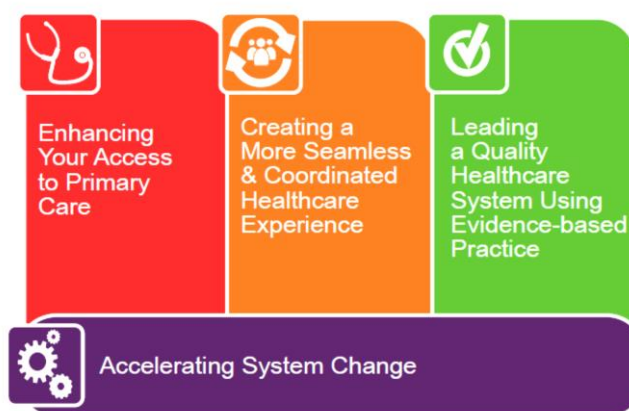 Enhancing
Your Access
to Primary
Care
Creating a
More Seamless
& Coordinated
Healthcare
Experience
Leading
a Quality
Healthcare
System Using
Evidence-based
Practice
Accelerating System Change